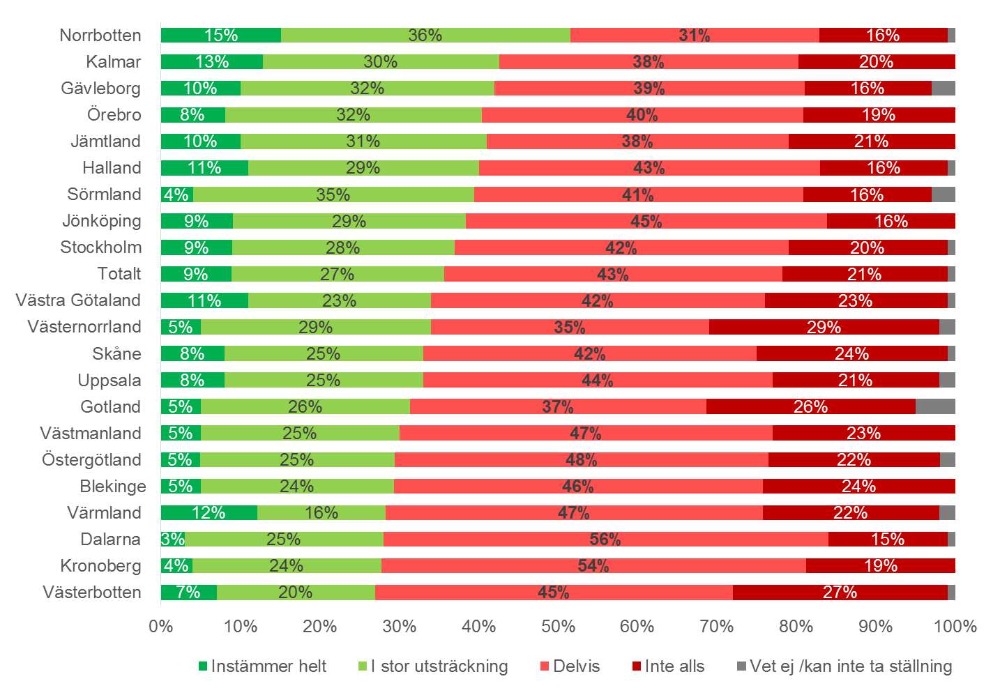 Norrbotten 15% 36% 31% 16%
Kalmar 13% 30% 38% 20%
Gävleborg 10% 32% 39% 16%
Örebro 8% 32% 40% 19%
Jämtland 10% 31% 38% 21%
Halland 11% 29% 43% 16%
Sörmland 4% 35% 41% 16%
Jönköping 9% 29% 45% 16%
Stockholm 9% 28% 42% 20%
Totalt 9% 27% 43% 21%
Västra Götaland 11% 23% 42% 23%
Västernorrland 5% 29% 35% 29%
Skåne 8% 25% 42% 24%
Uppsala 8% 25% 44% 21%
Gotland 5% 26% 37% 26%
Västmanland 5% 25% 47% 23%
Östergötland 5% 25% 48% 22%
Blekinge 5% 24% 46% 24%
Värmland 12% 16% 47% 22%
Dalarna 3% 25% 56% 15%
Kronoberg 4% 24% 54% 19%
Västerbotten 7% 20% 45% 27%
0% 10% 20% 30% 40% 50% 60% 70% 80% 90% 100%
Instämmer helt I stor utsträckning Delvis Inte alls Vet ej /kan inte ta ställning